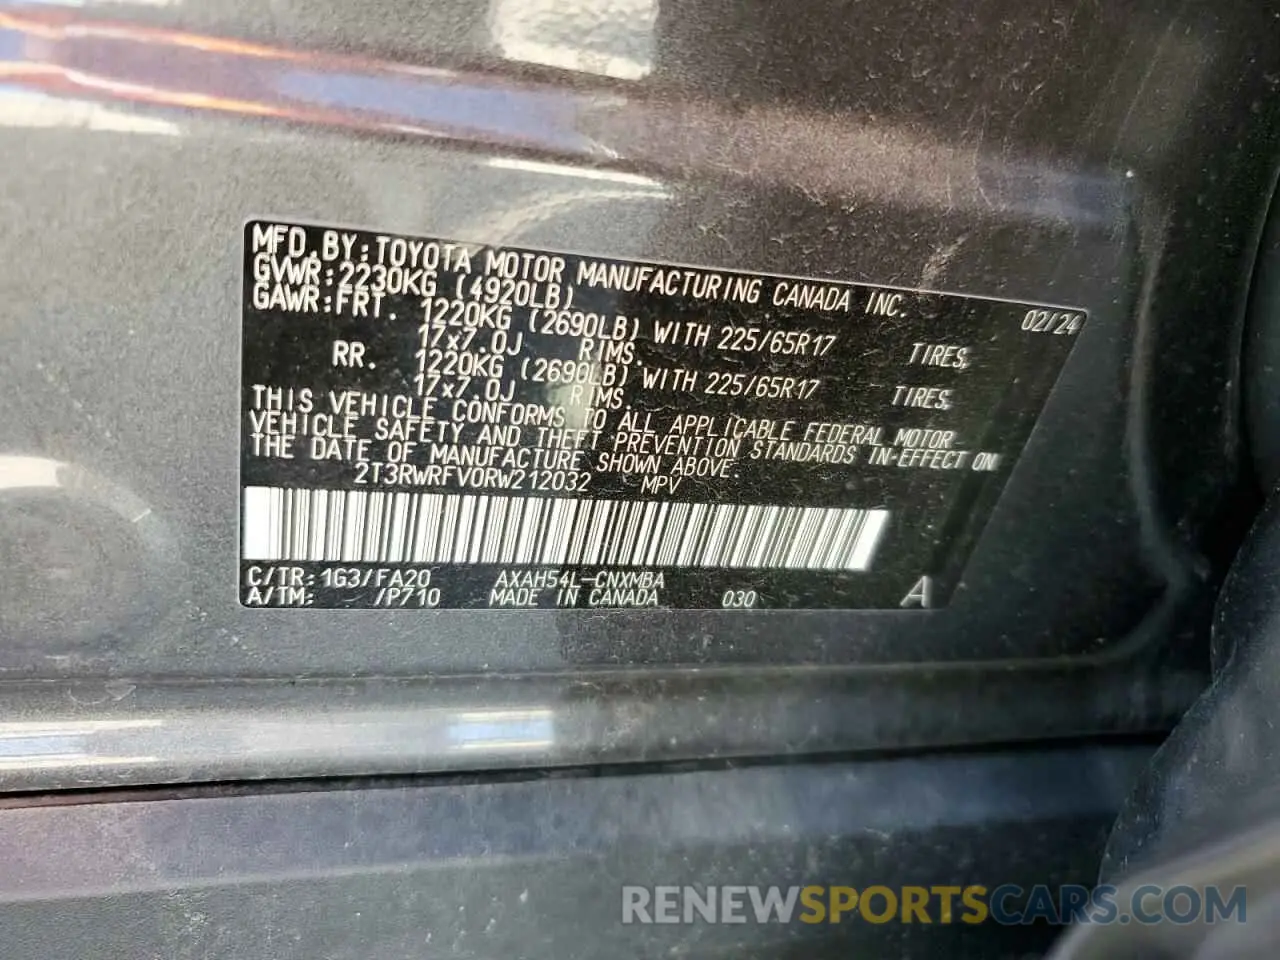 MFD.BY:TOYOTA MOTOR MANUFACTURING CANADA INC. 02/24
GVWR:2230KG (4920LB)
GAWR:FRT. 1220KG (2690LB) WITH 225/65R17 TIRES,
17x7.0J RIMS.
RR. 1220KG (2690LB) WITH 225/65R17 TIRES,
17x7.0J RIMS.
THIS VEHICLE CONFORMS TO ALL APPLICABLE FEDERAL MOTOR
VEHICLE SAFETY AND THEFT PREVENTION STANDARDS IN-EFFECT ON
THE DATE OF MANUFACTURE SHOWN ABOVE.
2T3RWRFV0RW212032 MPV
C/TR:1G3/FA20 AXAH54L-CNXMBA
A/TM: /P710 MADE IN CANADA 030 A
RENEWSPORTSCARS.COM